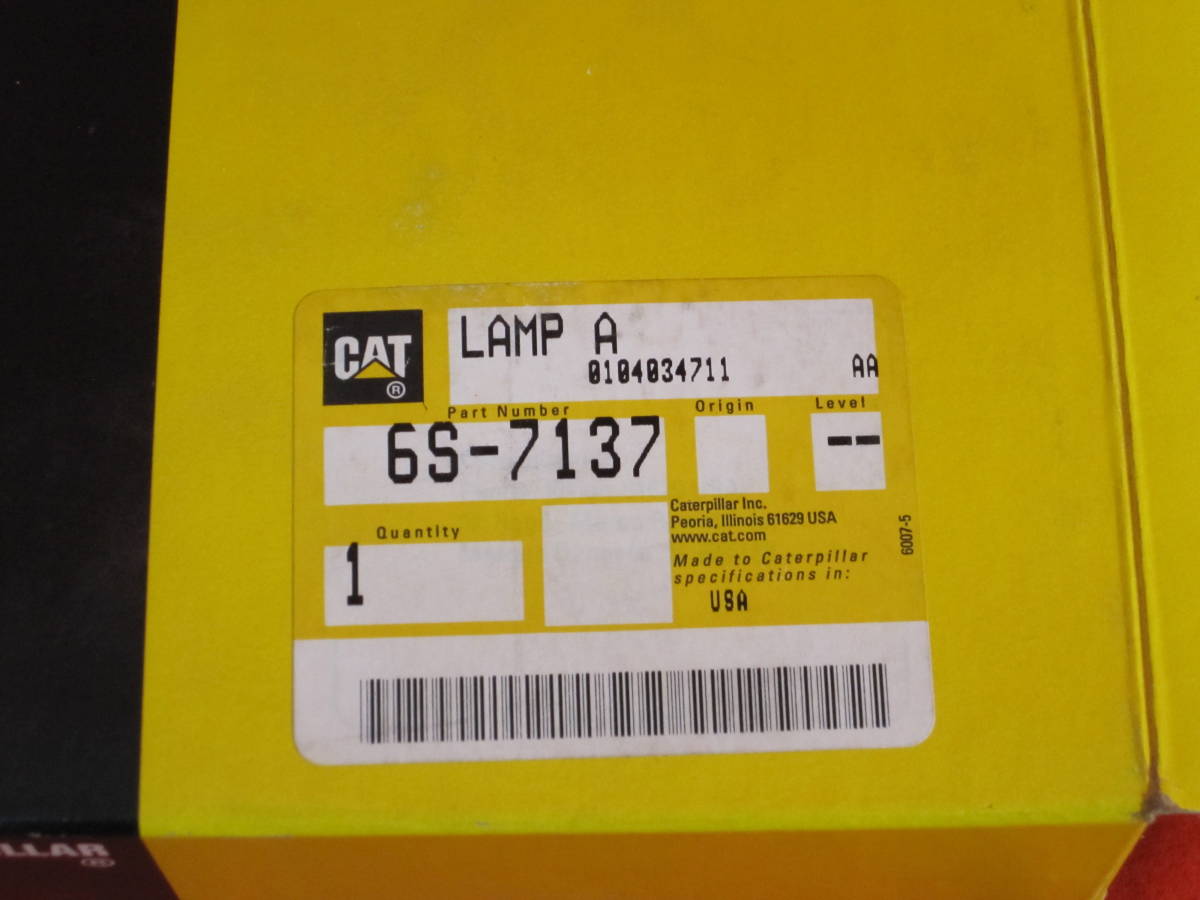 CAT
®
LAMP A
0104034711 AA
Part Number Origin Level
6S-7137 --
Quantity
1
Caterpillar Inc.
Peoria, Illinois 61629 USA
www.cat.com
Made to Caterpillar
specifications in:
USA
6007-5
LLAR®